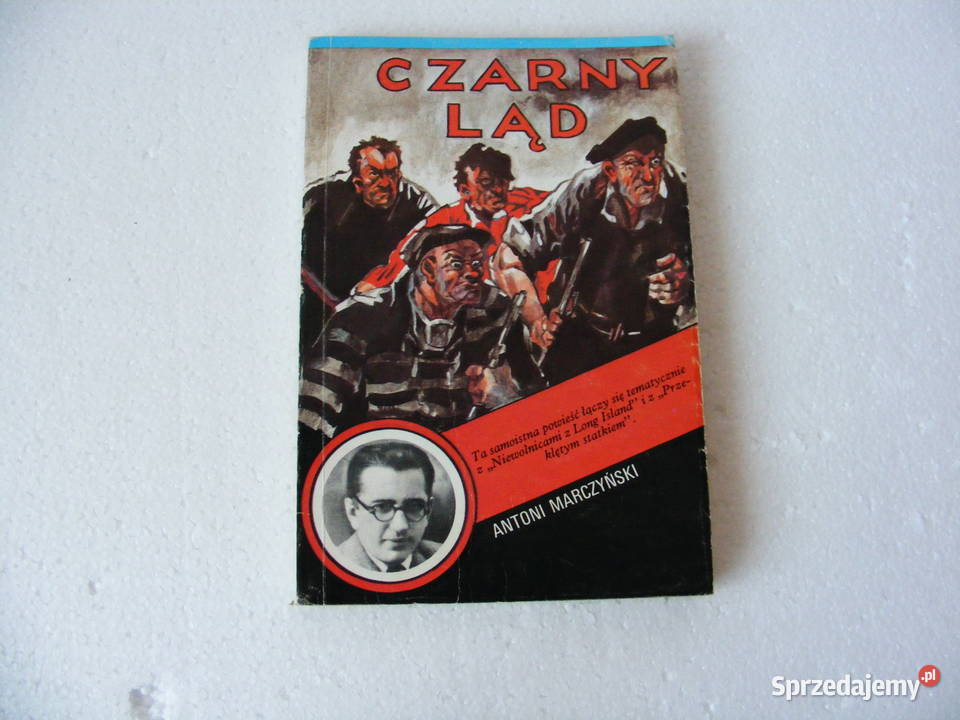 CZARNY
LĄD
Ta samoistna powieść łączy się tematycznie
z „Niewolnicami z Long Island" i z „Prze-
klętym statkiem".
ANTONI MARCZYŃSKI
Sprzedajemy.pl